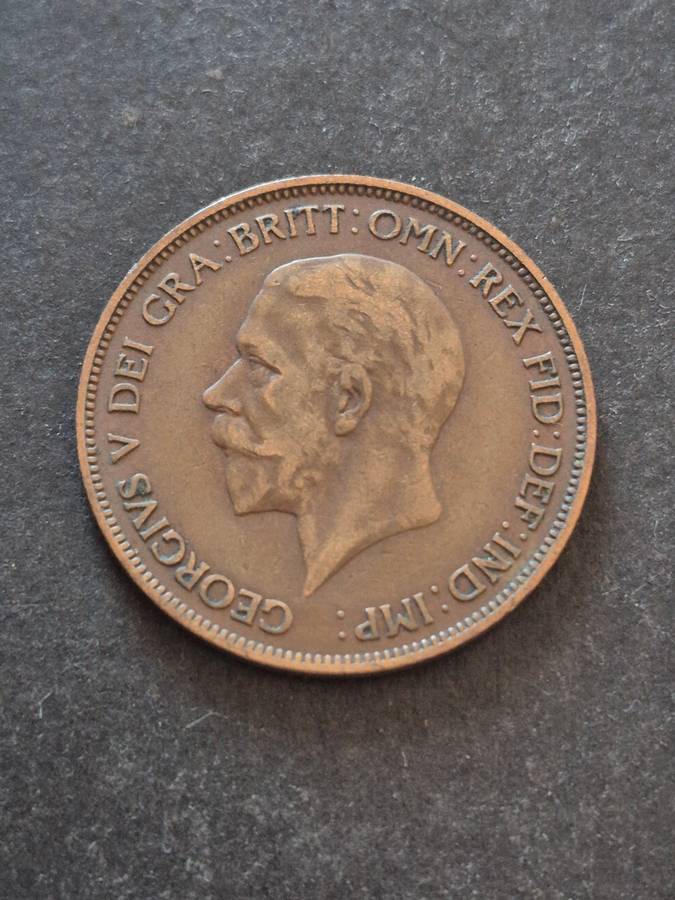 GEORGIVS V DEI GRA: BRITT: OMN: REX FID: DEF: IND: IMP: